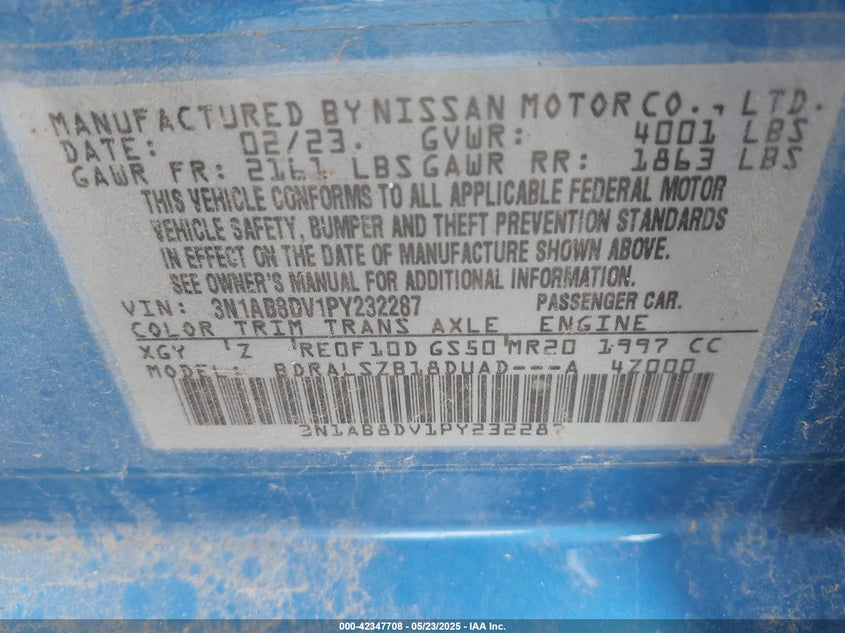 MANUFACTURED BY NISSAN MOTOR CO., LTD.
DATE: 02/23. GVWR: 4001 LBS
GAWR FR: 2161 LBS GAWR RR: 1863 LBS
THIS VEHICLE CONFORMS TO ALL APPLICABLE FEDERAL MOTOR
VEHICLE SAFETY, BUMPER AND THEFT PREVENTION STANDARDS
IN EFFECT ON THE DATE OF MANUFACTURE SHOWN ABOVE.
SEE OWNER'S MANUAL FOR ADDITIONAL INFORMATION.
VIN: 3N1AB8DV1PY232287 PASSENGER CAR.
COLOR TRIM TRANS AXLE ENGINE
XGY 'Z 'RE0F10D GS50 'MR20 1997 CC
MODEL: BDRALSZB18DUAD---A 47000
3N1AB8DV1PY232287
000-42347708 - 05/23/2025 - IAA Inc.